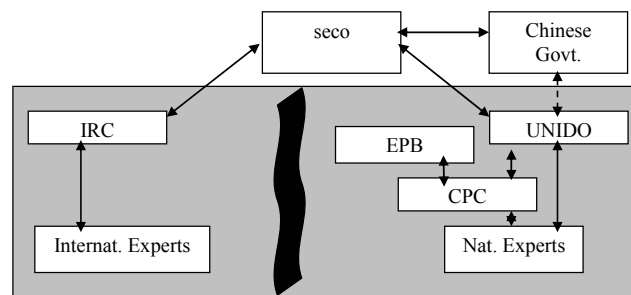 seco
Chinese
Govt.
IRC
UNIDO
EPB
CPC
Internat. Experts
Nat. Experts